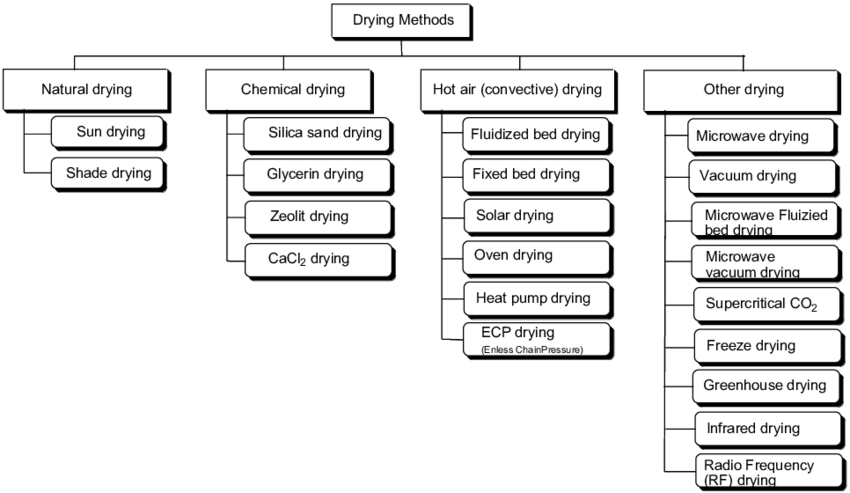 Drying Methods
Natural drying
Sun drying
Shade drying
Chemical drying
Silica sand drying
Glycerin drying
Zeolit drying
CaCl2 drying
Hot air (convective) drying
Fluidized bed drying
Fixed bed drying
Solar drying
Oven drying
Heat pump drying
ECP drying
(Enless ChainPressure)
Other drying
Microwave drying
Vacuum drying
Microwave Fluizied
bed drying
Microwave
vacuum drying
Supercritical CO2
Freeze drying
Greenhouse drying
Infrared drying
Radio Frequency
(RF) drying